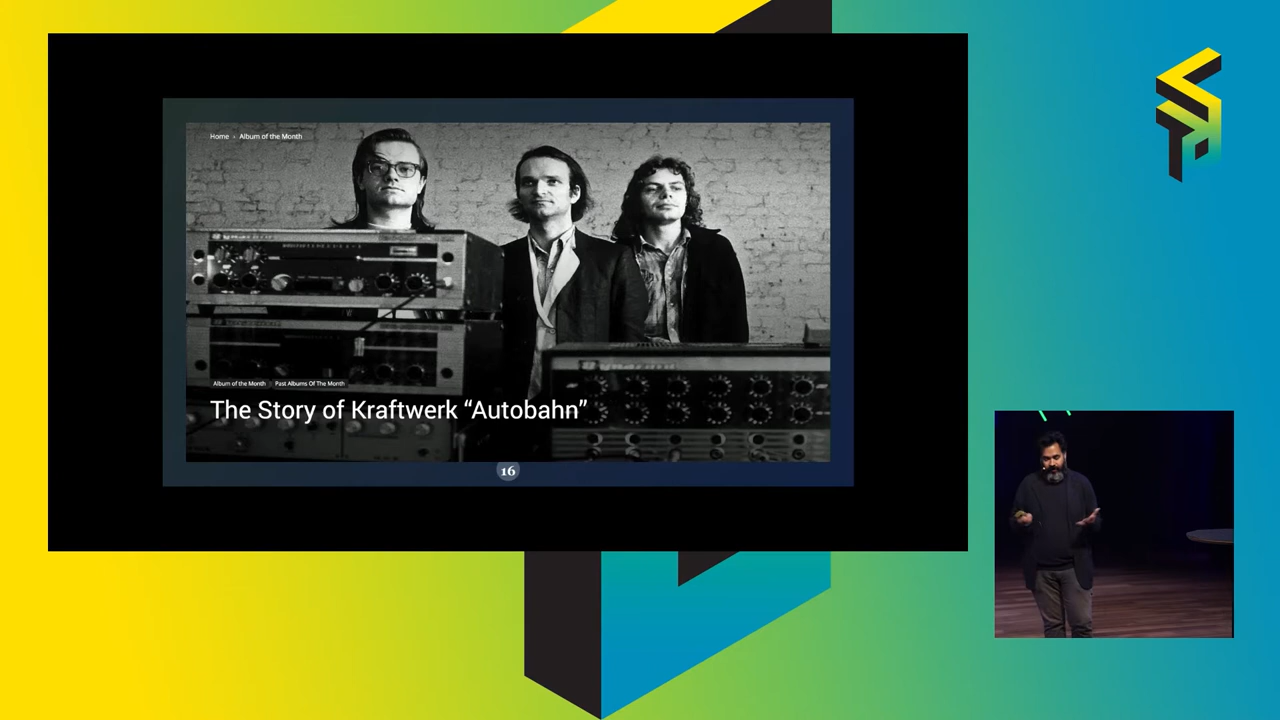 Home › Album of the Month
Album of the Month Past Albums Of The Month
The Story of Kraftwerk “Autobahn”
16